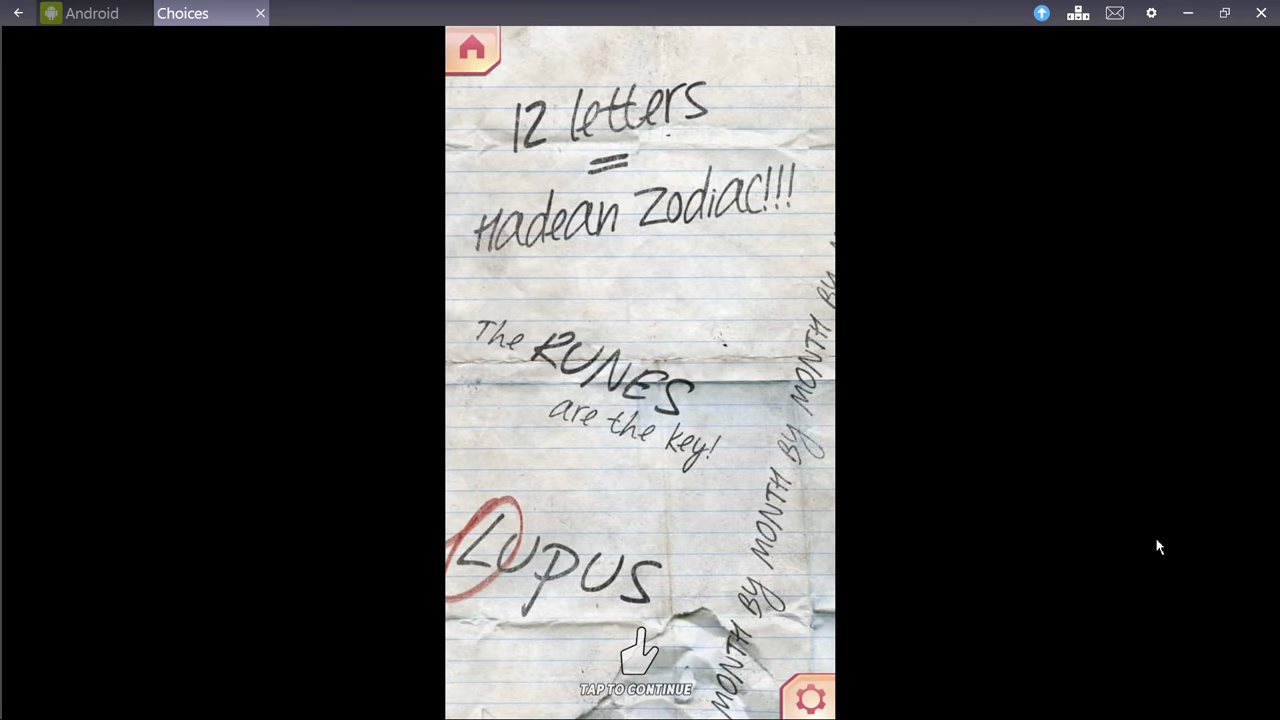 Android
Choices
12 letters
=
Hadean Zodiac!!!
The RUNES
are the key!
LUPUS
MONTH BY MONTH BY MONTH BY
TAP TO CONTINUE